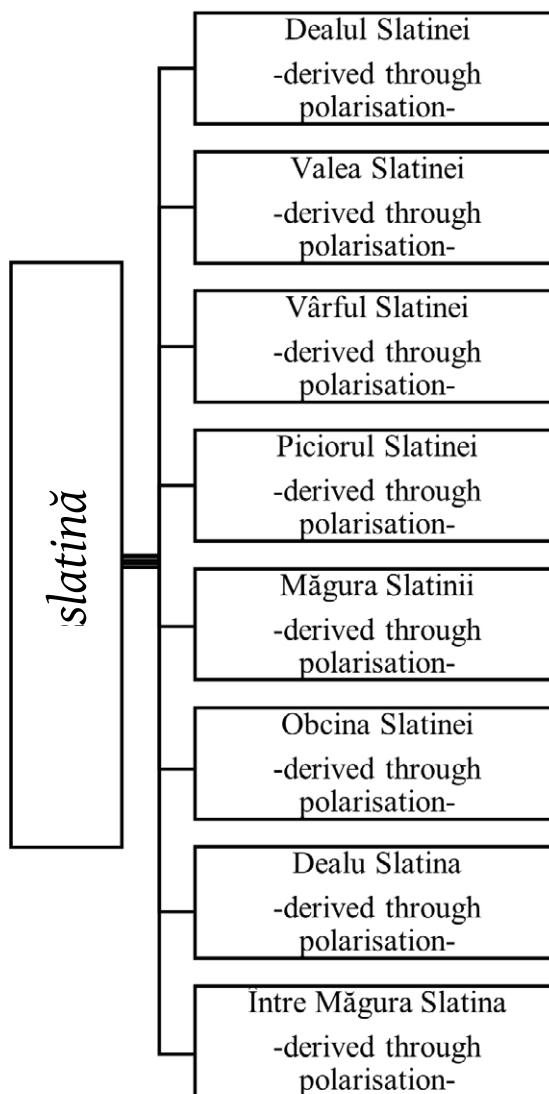 slatină
Dealul Slatinei
-derived through
polarisation-
Valea Slatinei
-derived through
polarisation-
Vârful Slatinei
-derived through
polarisation-
Piciorul Slatinei
-derived through
polarisation-
Măgura Slatinii
-derived through
polarisation-
Obcina Slatinei
-derived through
polarisation-
Dealu Slatina
-derived through
polarisation-
Între Măgura Slatina
-derived through
polarisation-